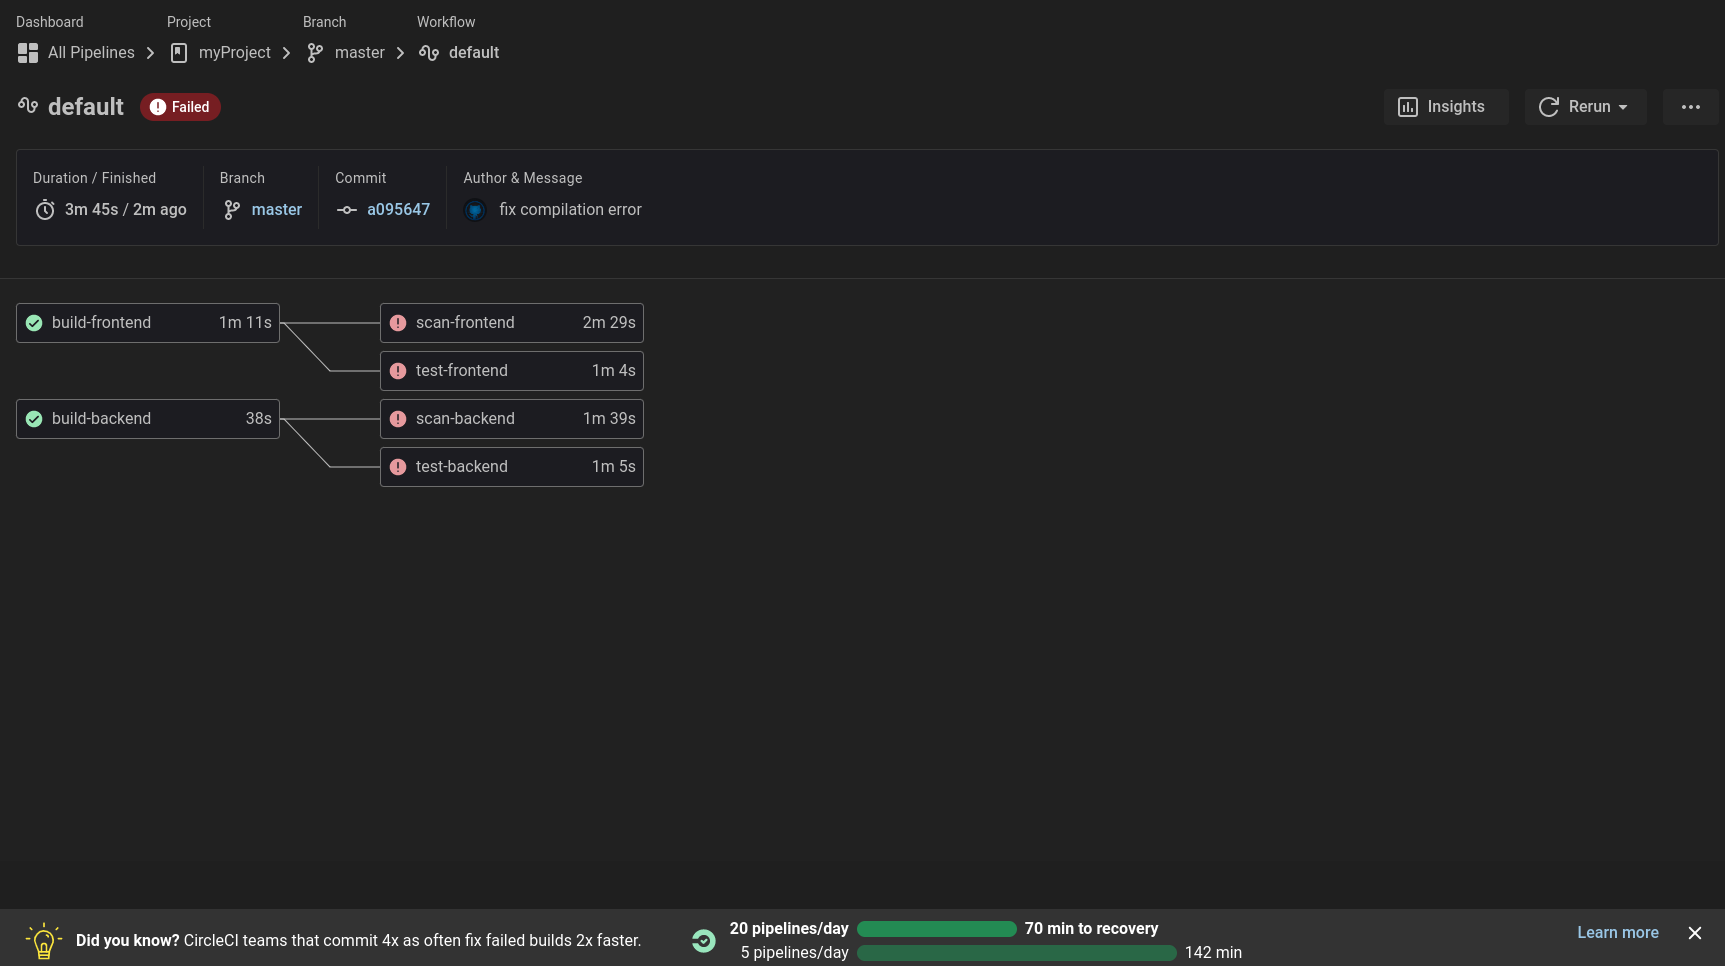 Dashboard Project Branch Workflow
All Pipelines myProject master default
default Failed Insights Rerun
Duration / Finished Branch Commit Author & Message
3m 45s / 2m ago master a095647 fix compilation error
build-frontend 1m 11s scan-frontend 2m 29s
test-frontend 1m 4s
build-backend 38s scan-backend 1m 39s
test-backend 1m 5s
Did you know? CircleCI teams that commit 4x as often fix failed builds 2x faster.
20 pipelines/day 70 min to recovery
5 pipelines/day 142 min
Learn more